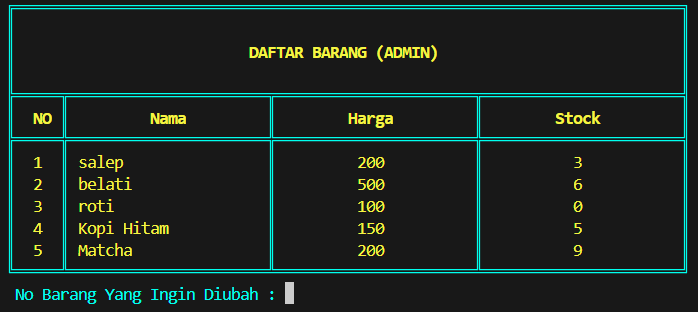 DAFTAR BARANG (ADMIN)
NO Nama Harga Stock
1 salep 200 3
2 belati 500 6
3 roti 100 0
4 Kopi Hitam 150 5
5 Matcha 200 9
No Barang Yang Ingin Diubah :